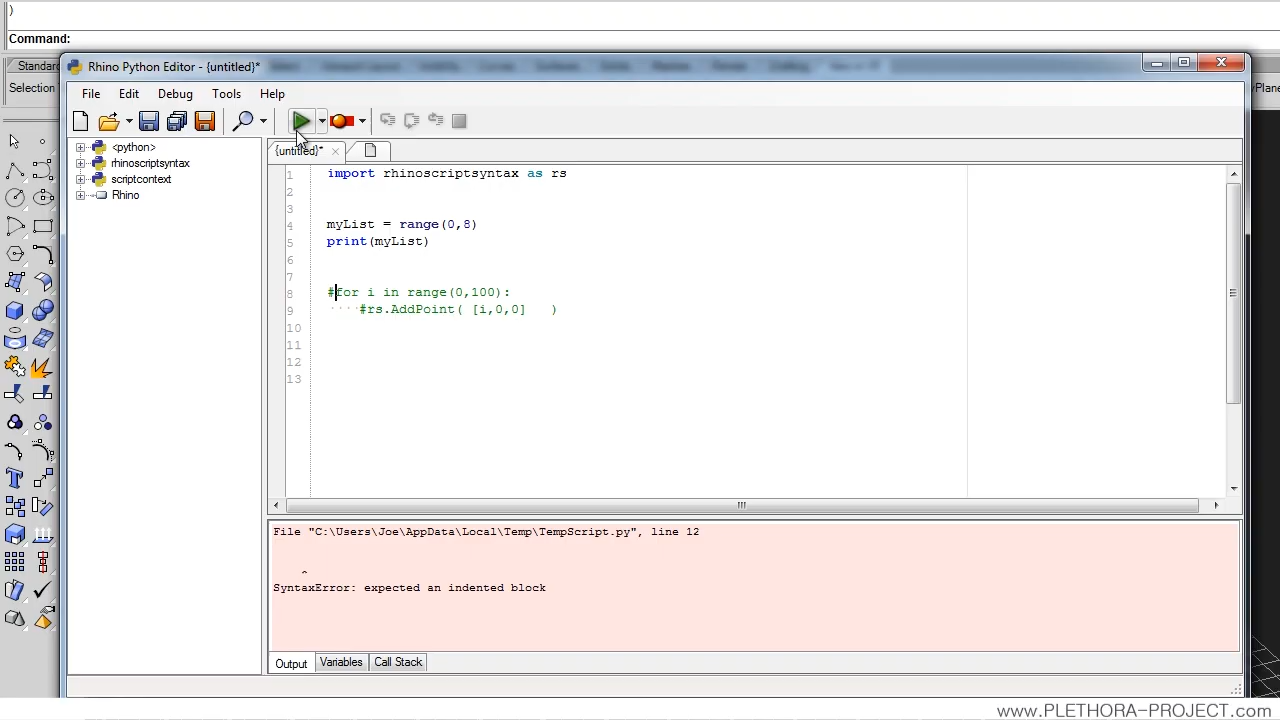 )
Command:
Standard
Rhino Python Editor - {untitled}*
Selection
Plane
File Edit Debug Tools Help
{untitled}*
<python>
rhinoscriptsyntax
scriptcontext
Rhino
1 import rhinoscriptsyntax as rs
2
3
4 myList = range(0,8)
5 print(myList)
6
7
8 #for i in range(0,100):
9 #rs.AddPoint( [i,0,0] )
10
11
12
13
File "C:\Users\Joe\AppData\Local\Temp\TempScript.py", line 12
^
SyntaxError: expected an indented block
Output Variables Call Stack
www.PLETHORA-PROJECT.com